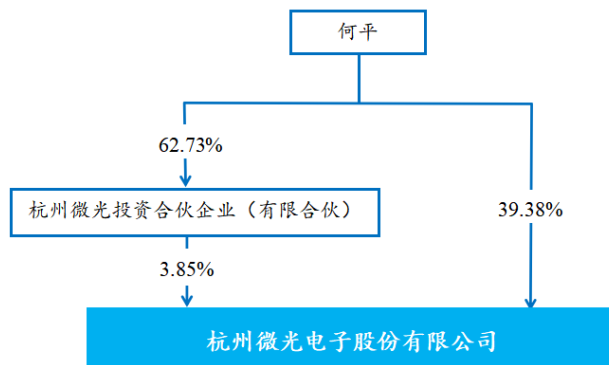 何平
62.73%
杭州微光投资合伙企业（有限合伙）
39.38%
3.85%
杭州微光电子股份有限公司